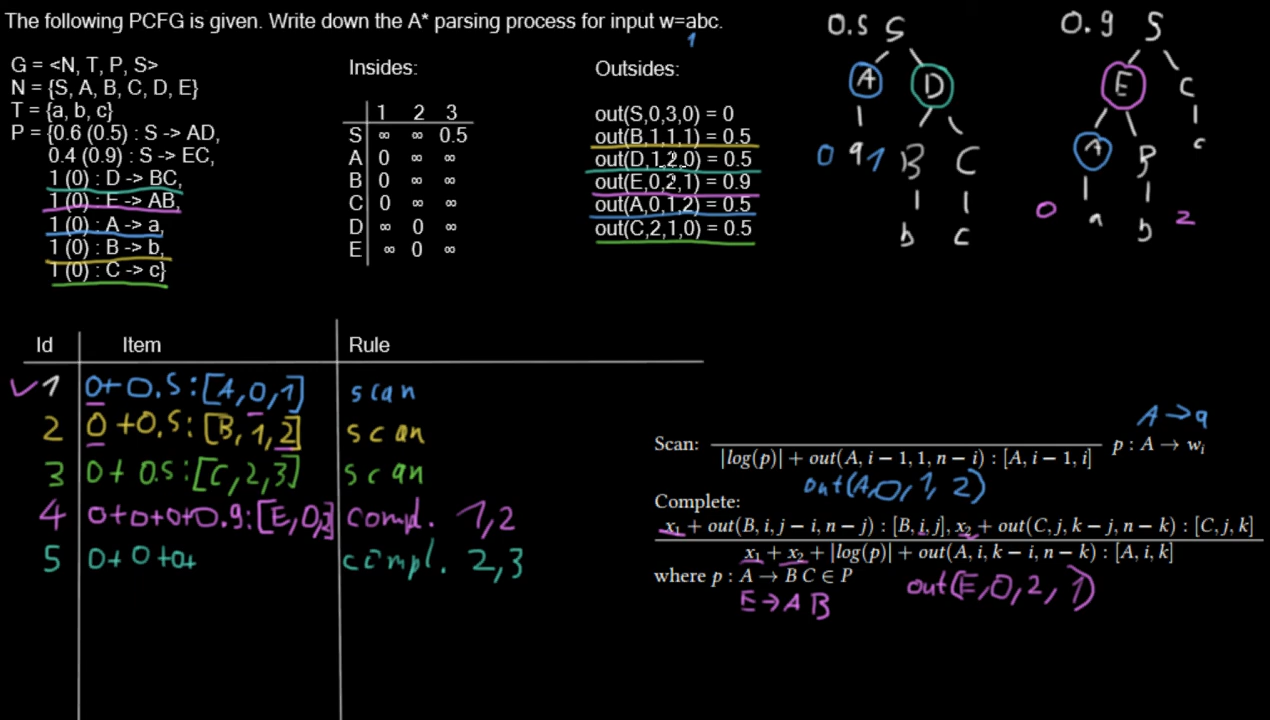 The following PCFG is given. Write down the A* parsing process for input w=abc.
1
G = <N, T, P, S>
N = {S, A, B, C, D, E}
T = {a, b, c}
P = {0.6 (0.5) : S -> AD,
0.4 (0.9) : S -> EC,
1 (0) : D -> BC,
1 (0) : E -> AB,
1 (0) : A -> a,
1 (0) : B -> b,
1 (0) : C -> c}
Insides:
1 2 3
S ∞ ∞ 0.5
A 0 ∞ ∞
B 0 ∞ ∞
C 0 ∞ ∞
D ∞ 0 ∞
E ∞ 0 ∞
Outsides:
out(S,0,3,0) = 0
out(B,1,1,1) = 0.5
out(D,1,2,0) = 0.5
out(E,0,2,1) = 0.9
out(A,0,1,2) = 0.5
out(C,2,1,0) = 0.5
0.5 S
A D
0 a 1 B C
b c
0.9 S
E C
A B c
0 a b 2
Id Item Rule
✓ 1 0+0.5:[A,0,1] scan
2 0+0.5:[B,1,2] scan
3 0+0.5:[C,2,3] scan
4 0+0+0+0.9:[E,0,2] compl. 1,2
5 0+0+0+ compl. 2,3
A→a
Scan: p : A → wᵢ
|log(p)| + out(A, i − 1, 1, n − i) : [A, i − 1, i]
out(A,0,1,2)
Complete:
x₁ + out(B, i, j − i, n − j) : [B, i, j], x₂ + out(C, j, k − j, n − k) : [C, j, k]
x₁ + x₂ + |log(p)| + out(A, i, k − i, n − k) : [A, i, k]
where p : A → B C ∈ P
E→AB
out(E,0,2,1)